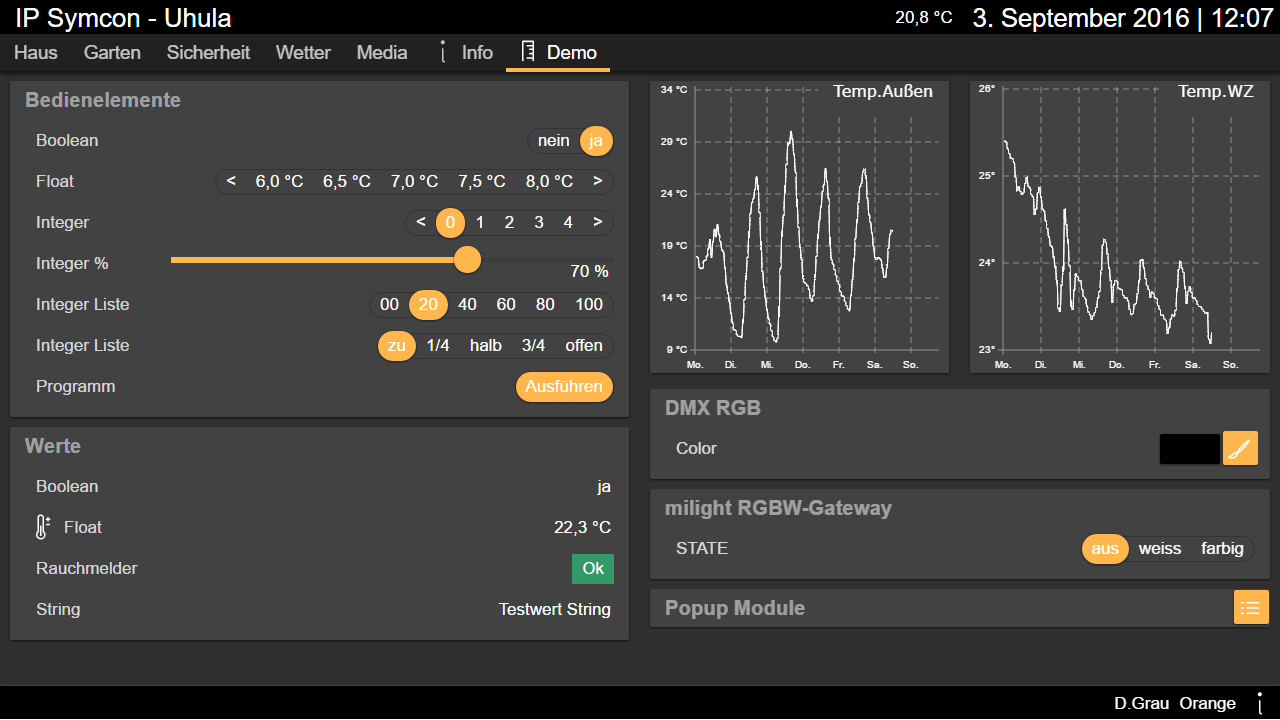 IP Symcon - Uhula 20,8 °C 3. September 2016 | 12:07
Haus Garten Sicherheit Wetter Media Info Demo
Bedienelemente
Boolean nein ja
Float < 6,0 °C 6,5 °C 7,0 °C 7,5 °C 8,0 °C >
Integer < 0 1 2 3 4 >
Integer % 70 %
Integer Liste 00 20 40 60 80 100
Integer Liste zu 1/4 halb 3/4 offen
Programm Ausführen
Werte
Boolean ja
Float 22,3 °C
Rauchmelder Ok
String Testwert String
Temp.Außen
34 °C
29 °C
24 °C
19 °C
14 °C
9 °C
Mo. Di. Mi. Do. Fr. Sa. So.
Temp.WZ
26°
25°
24°
23°
Mo. Di. Mi. Do. Fr. Sa. So.
DMX RGB
Color
milight RGBW-Gateway
STATE aus weiss farbig
Popup Module
D.Grau Orange